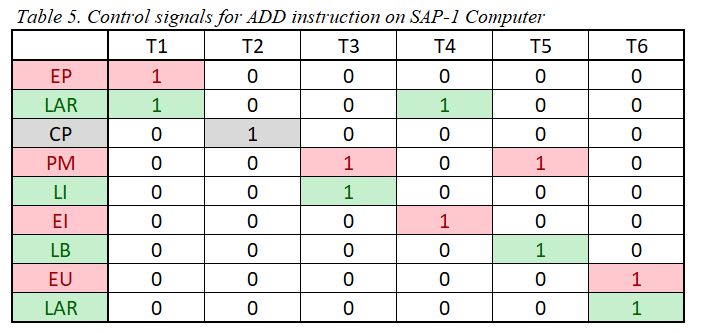 Table 5. Control signals for ADD instruction on SAP-1 Computer
T1 T2 T3 T4 T5 T6
EP 1 0 0 0 0 0
LAR 1 0 0 1 0 0
CP 0 1 0 0 0 0
PM 0 0 1 0 1 0
LI 0 0 1 0 0 0
EI 0 0 0 1 0 0
LB 0 0 0 0 1 0
EU 0 0 0 0 0 1
LAR 0 0 0 0 0 1